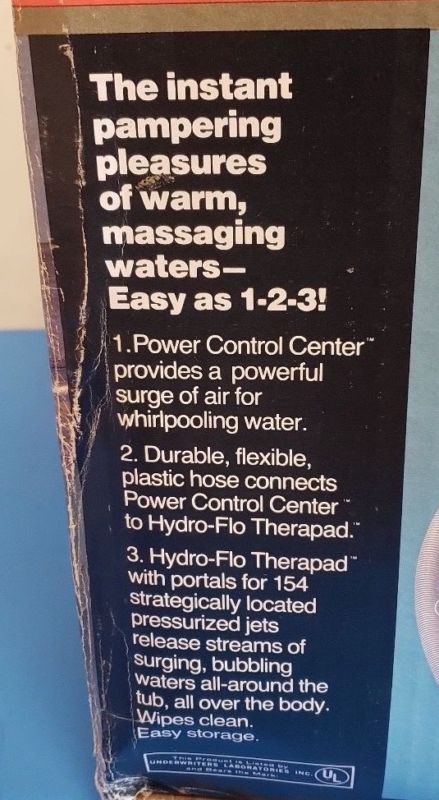 The instant
pampering
pleasures
of warm,
massaging
waters—
Easy as 1-2-3!
1.Power Control Center™
provides a powerful
surge of air for
whirlpooling water.
2. Durable, flexible,
plastic hose connects
Power Control Center™
to Hydro-Flo Therapad.™
3. Hydro-Flo Therapad™
with portals for 154
strategically located
pressurized jets
release streams of
surging, bubbling
waters all-around the
tub, all over the body.
Wipes clean.
Easy storage.
This Product is Listed by
UNDERWRITERS LABORATORIES INC.
and Bears the Mark.
UL